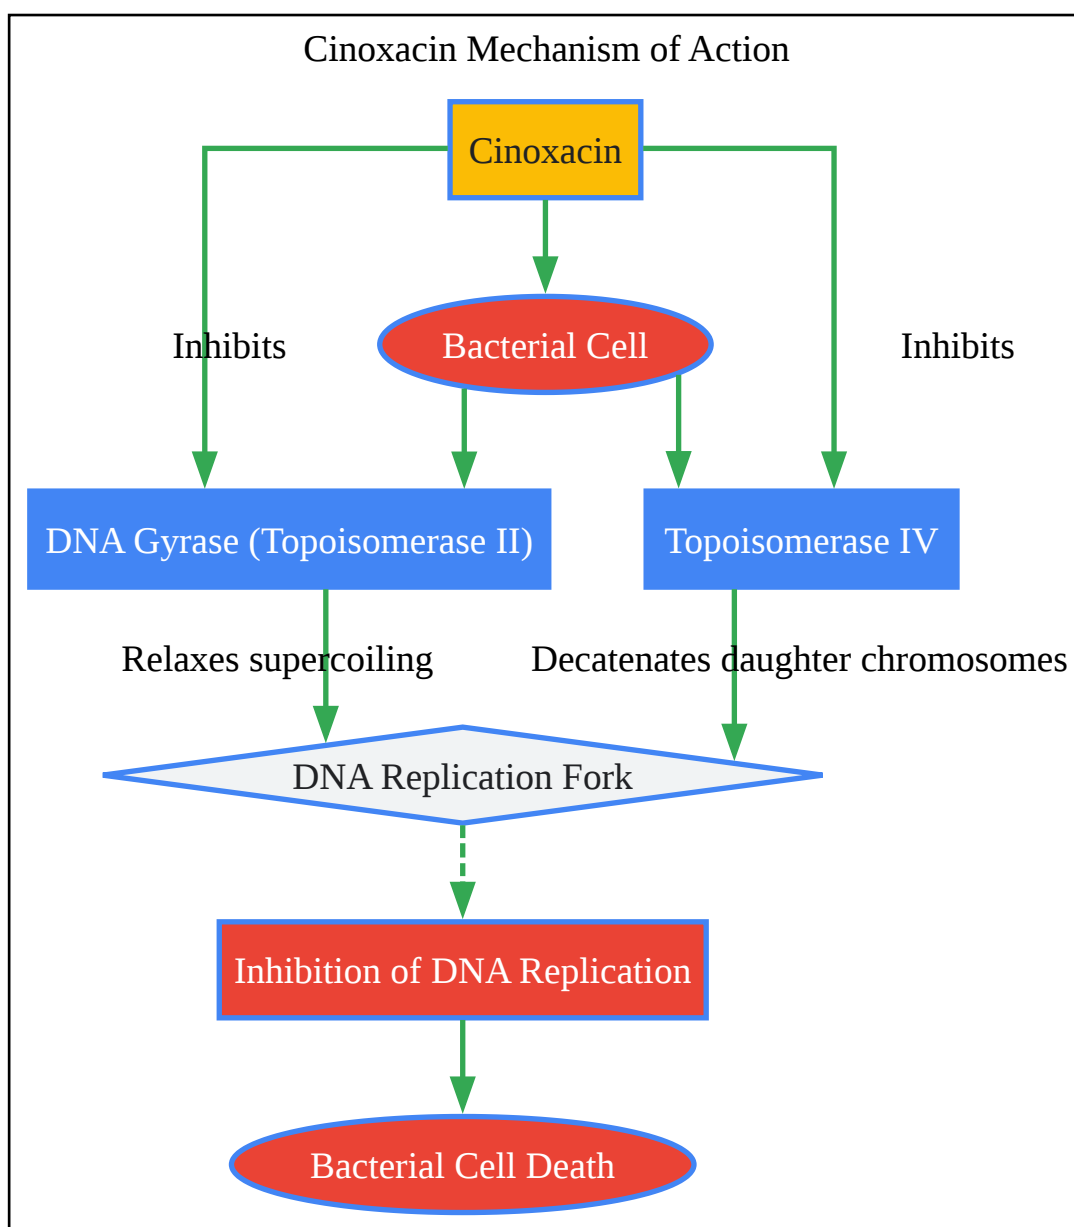 Cinoxacin Mechanism of Action
Cinoxacin
Inhibits
Bacterial Cell
Inhibits
DNA Gyrase (Topoisomerase II)
Topoisomerase IV
Relaxes supercoiling
Decatenates daughter chromosomes
DNA Replication Fork
Inhibition of DNA Replication
Bacterial Cell Death